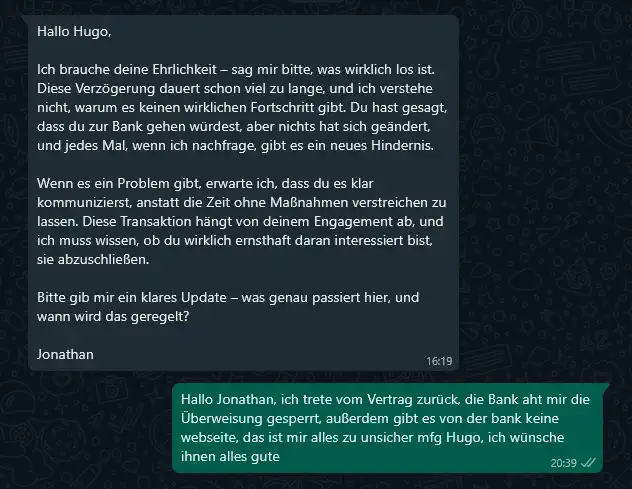 Hallo Hugo,
Ich brauche deine Ehrlichkeit – sag mir bitte, was wirklich los ist.
Diese Verzögerung dauert schon viel zu lange, und ich verstehe
nicht, warum es keinen wirklichen Fortschritt gibt. Du hast gesagt,
dass du zur Bank gehen würdest, aber nichts hat sich geändert,
und jedes Mal, wenn ich nachfrage, gibt es ein neues Hindernis.
Wenn es ein Problem gibt, erwarte ich, dass du es klar
kommunizierst, anstatt die Zeit ohne Maßnahmen verstreichen zu
lassen. Diese Transaktion hängt von deinem Engagement ab, und
ich muss wissen, ob du wirklich ernsthaft daran interessiert bist,
sie abzuschließen.
Bitte gib mir ein klares Update – was genau passiert hier, und
wann wird das geregelt?
Jonathan
16:19
Hallo Jonathan, ich trete vom Vertrag zurück, die Bank aht mir die
Überweisung gesperrt, außerdem gibt es von der bank keine
webseite, das ist mir alles zu unsicher mfg Hugo, ich wünsche
ihnen alles gute
20:39